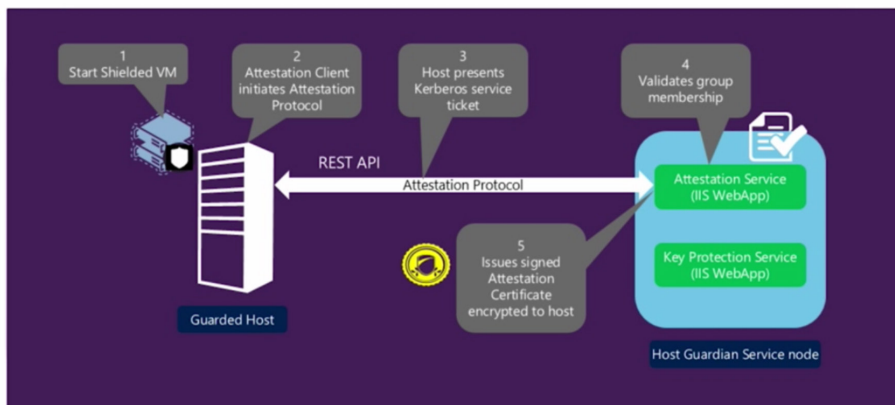 1
Start Shielded VM
2
Attestation Client
initiates Attestation
Protocol
3
Host presents
Kerberos service
ticket
4
Validates group
membership
REST API
Attestation Protocol
Attestation Service
(IIS WebApp)
5
Issues signed
Attestation
Certificate
encrypted to host
Key Protection Service
(IIS WebApp)
Guarded Host
Host Guardian Service node